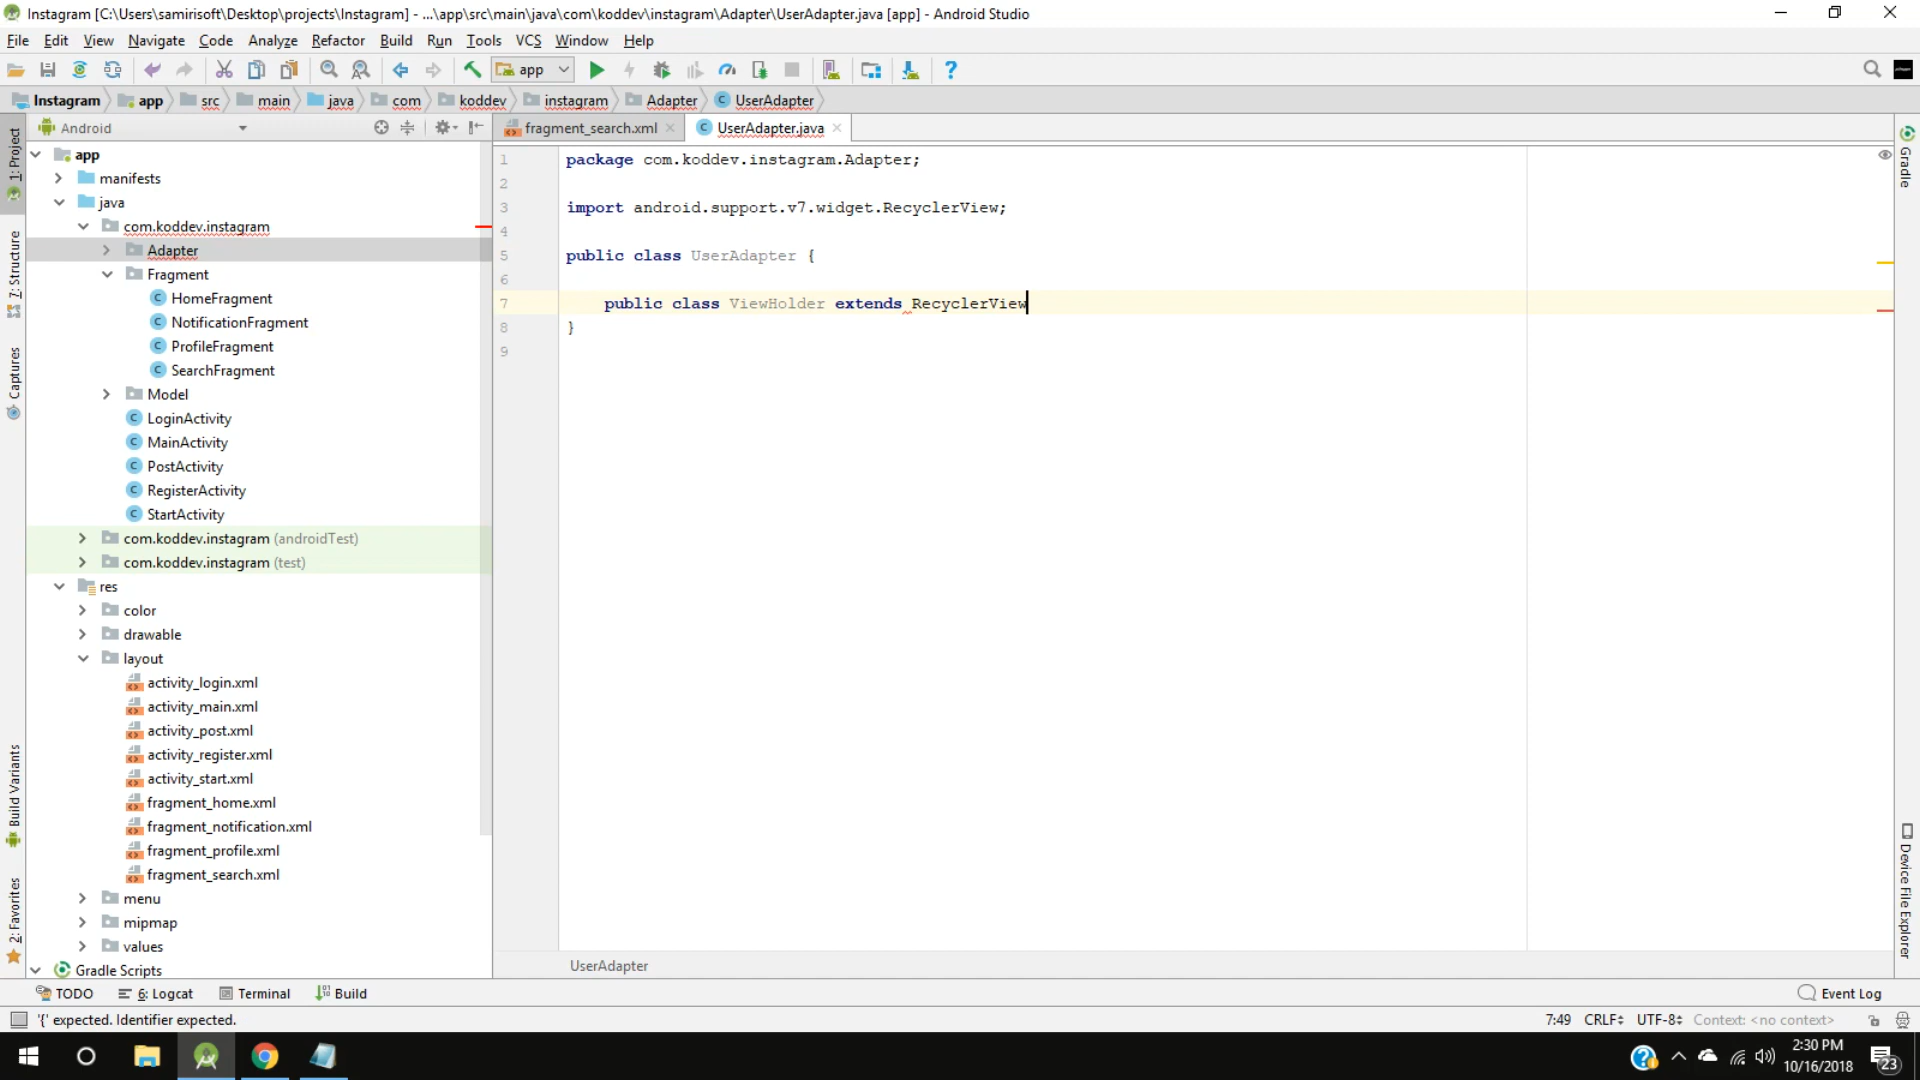 Instagram [C:\Users\samirisoft\Desktop\projects\Instagram] - ...\app\src\main\java\com\koddev\instagram\Adapter\UserAdapter.java [app] - Android Studio
File Edit View Navigate Code Analyze Refactor Build Run Tools VCS Window Help
app
Instagram app src main java com koddev instagram Adapter UserAdapter
Android
fragment_search.xml UserAdapter.java
1: Project
7: Structure
Captures
Build Variants
2: Favorites
app
manifests
java
com.koddev.instagram
Adapter
Fragment
HomeFragment
NotificationFragment
ProfileFragment
SearchFragment
Model
LoginActivity
MainActivity
PostActivity
RegisterActivity
StartActivity
com.koddev.instagram (androidTest)
com.koddev.instagram (test)
res
color
drawable
layout
activity_login.xml
activity_main.xml
activity_post.xml
activity_register.xml
activity_start.xml
fragment_home.xml
fragment_notification.xml
fragment_profile.xml
fragment_search.xml
menu
mipmap
values
Gradle Scripts
1 package com.koddev.instagram.Adapter;
2
3 import android.support.v7.widget.RecyclerView;
4
5 public class UserAdapter {
6
7 public class ViewHolder extends RecyclerView
8 }
9
UserAdapter
Gradle
Device File Explorer
TODO 6: Logcat Terminal Build Event Log
'{' expected. Identifier expected. 7:49 CRLF UTF-8 Context: <no context>
2:30 PM
10/16/2018
23